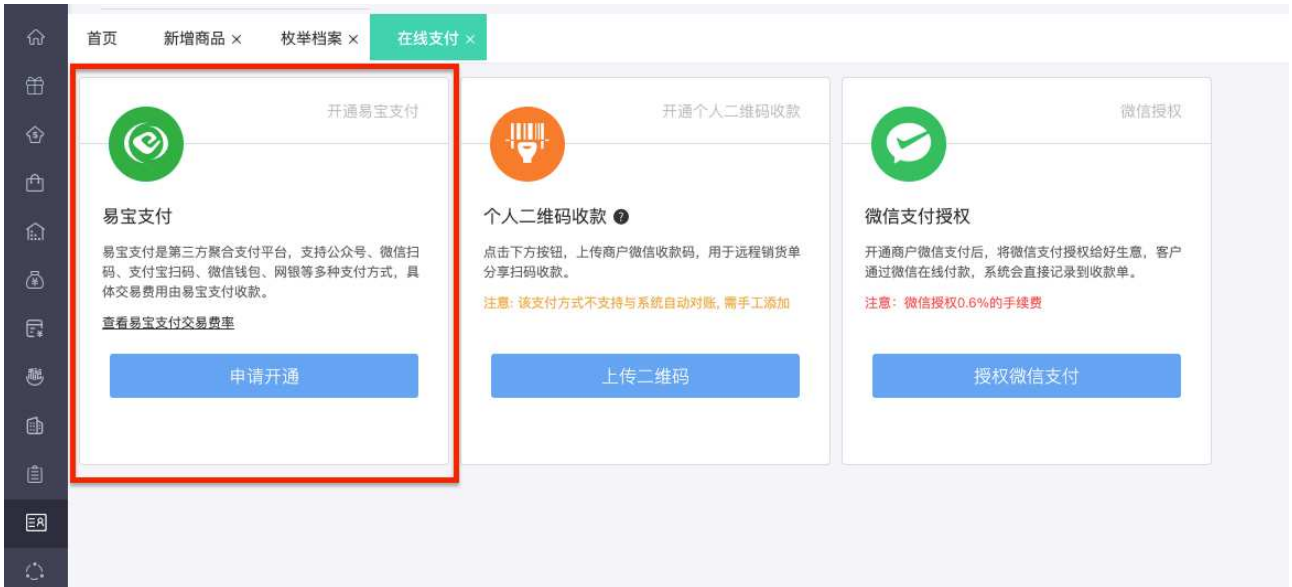 首页 新增商品 × 枚举档案 × 在线支付 ×
开通易宝支付
易宝支付
易宝支付是第三方聚合支付平台，支持公众号、微信扫
码、支付宝扫码、微信钱包、网银等多种支付方式，具
体交易费用由易宝支付收款。
查看易宝支付交易费率
申请开通
开通个人二维码收款
个人二维码收款 ?
点击下方按钮，上传商户微信收款码，用于远程销货单
分享扫码收款。
注意: 该支付方式不支持与系统自动对账, 需手工添加
上传二维码
微信授权
微信支付授权
开通商户微信支付后，将微信支付授权给好生意，客户
通过微信在线付款，系统会直接记录到收款单。
注意：微信授权0.6%的手续费
授权微信支付